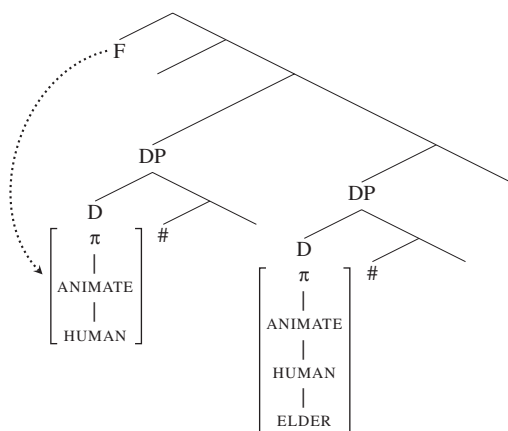 F
DP
D
π
ANIMATE
HUMAN
#
DP
D
π
ANIMATE
HUMAN
ELDER
#